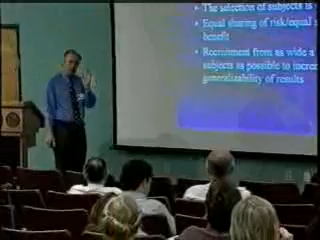 • The selection of subjects is
• Equal sharing of risk/equal s
benefit
• Recruitment from as wide a
subjects as possible to increa
generalizability of results